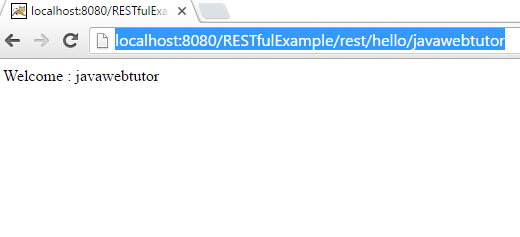 localhost:8080/RESTfulExa
localhost:8080/RESTfulExample/rest/hello/javawebtutor
Welcome : javawebtutor